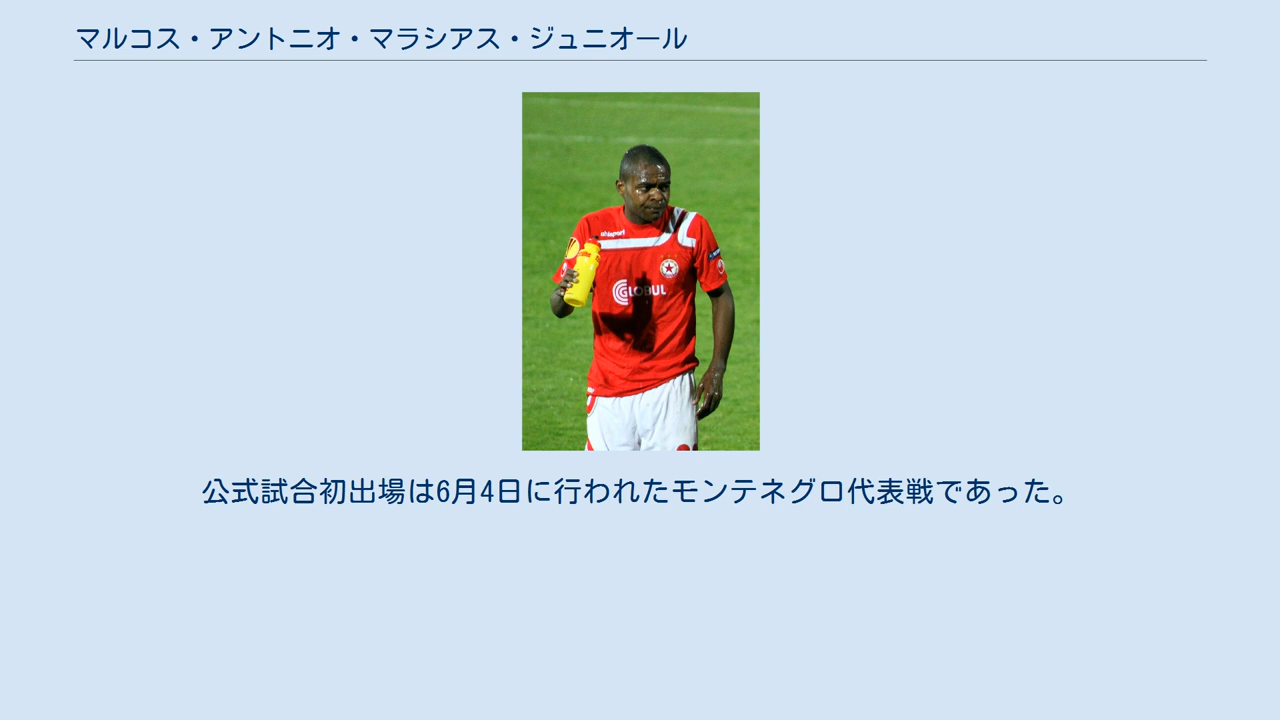 マルコス・アントニオ・マラシアス・ジュニオール
uhlsport
GLOBUL
公式試合初出場は6月4日に行われたモンテネグロ代表戦であった。